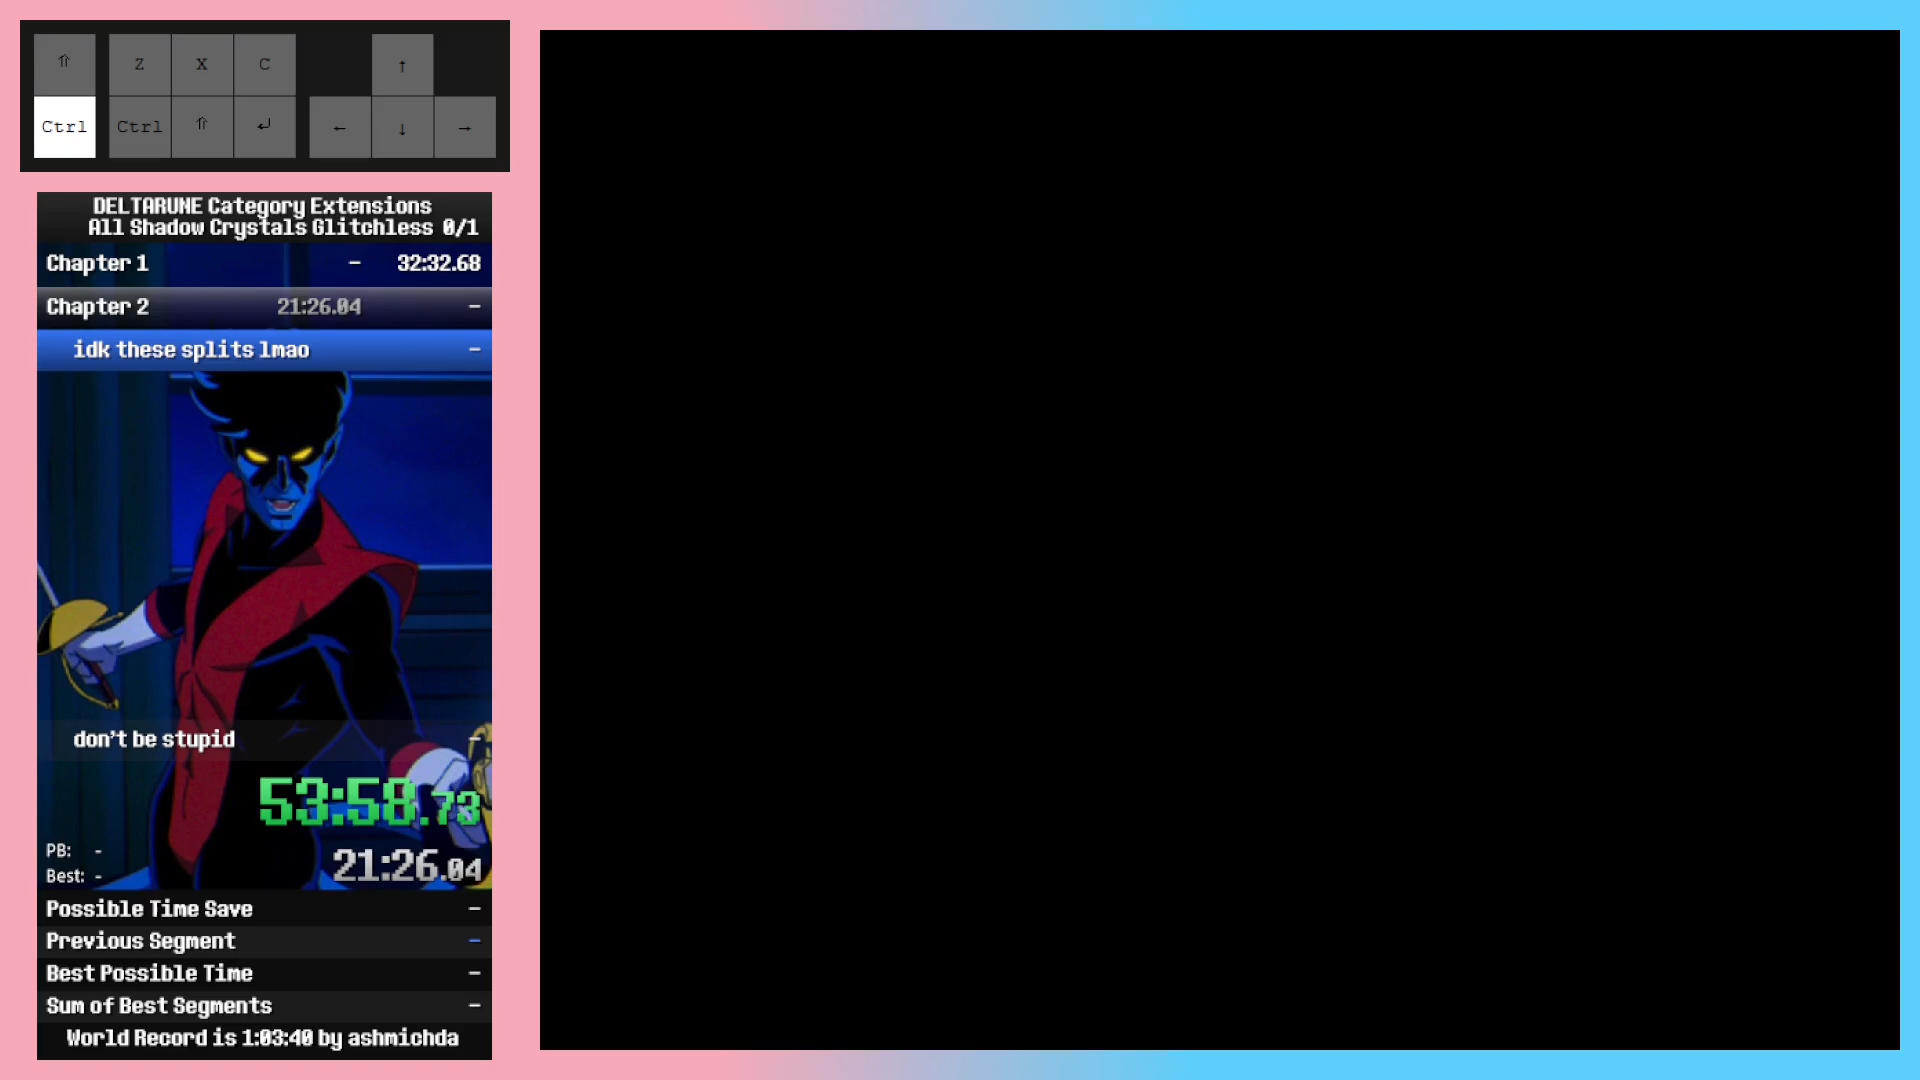 ⇧ Z X C ↑
Ctrl Ctrl ⇧ ↵ ← ↓ →
DELTARUNE Category Extensions
All Shadow Crystals Glitchless 0/1
Chapter 1 - 32:32.68
Chapter 2 21:26.04 -
idk these splits lmao -
don't be stupid -
53:58.73
PB: -
21:26.04
Best: -
Possible Time Save -
Previous Segment -
Best Possible Time -
Sum of Best Segments -
World Record is 1:03:40 by ashmichda